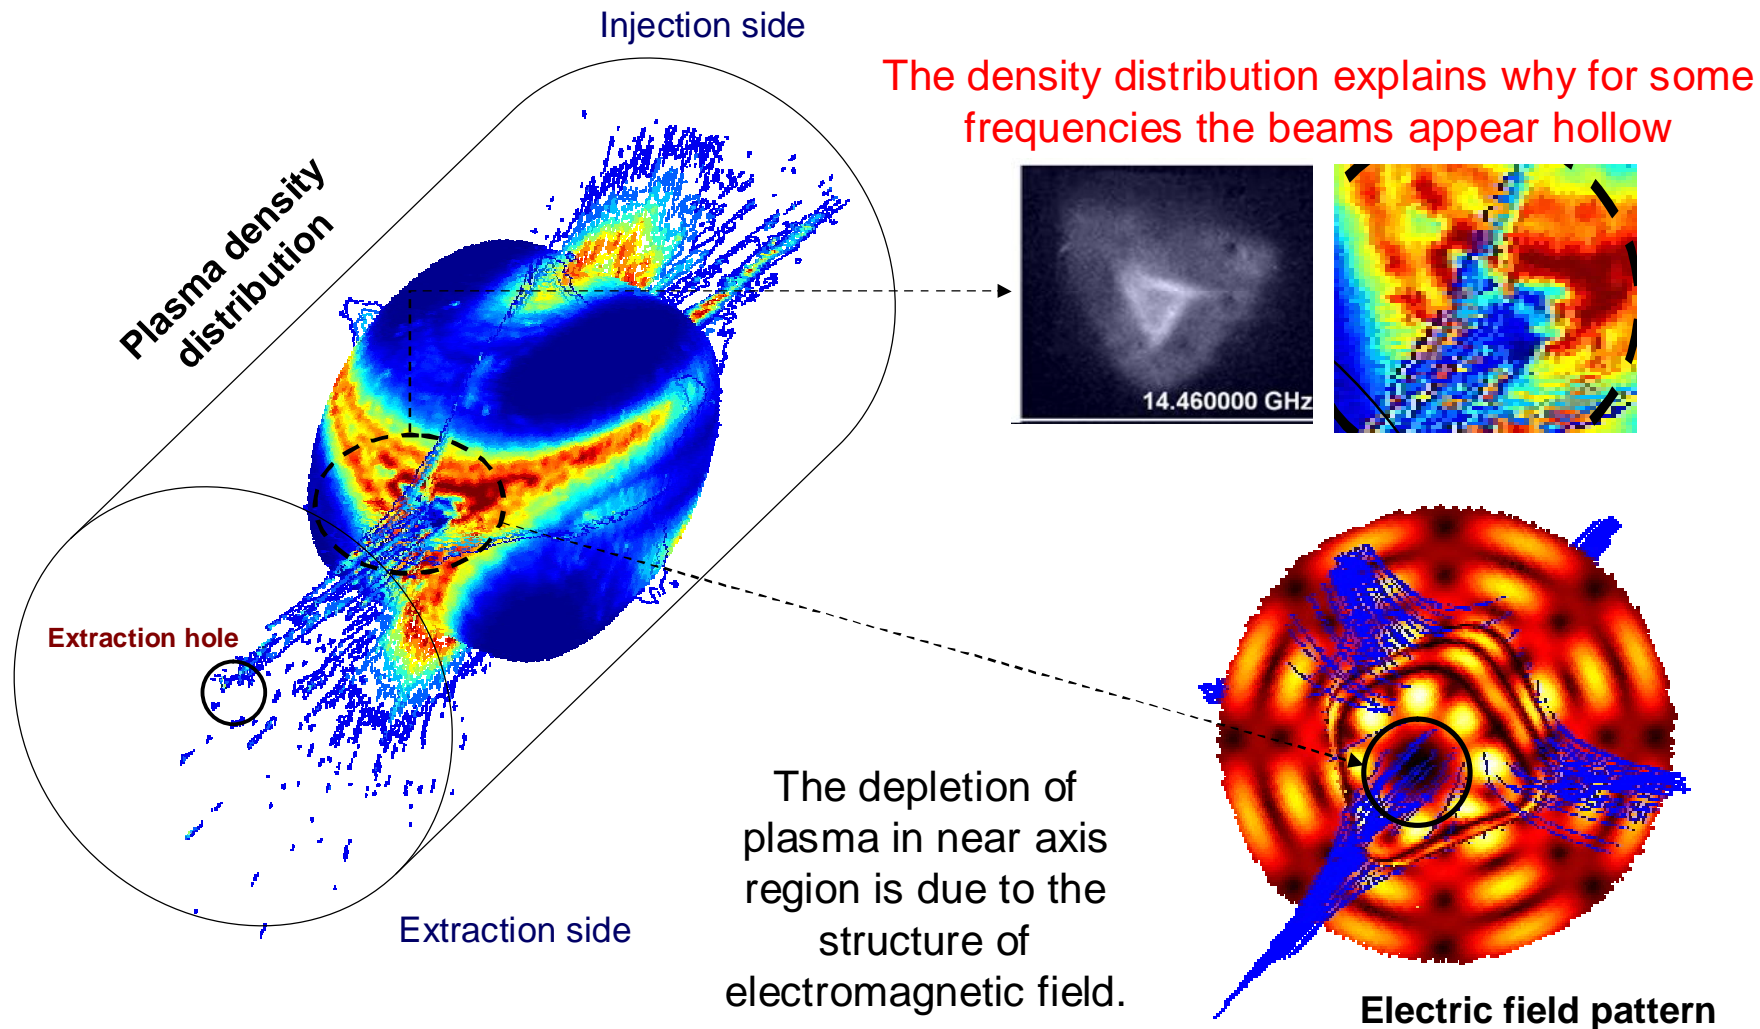 Injection side
The density distribution explains why for some
frequencies the beams appear hollow
Plasma density
distribution
14.460000 GHz
Extraction hole
The depletion of
plasma in near axis
region is due to the
structure of
electromagnetic field.
Extraction side
Electric field pattern